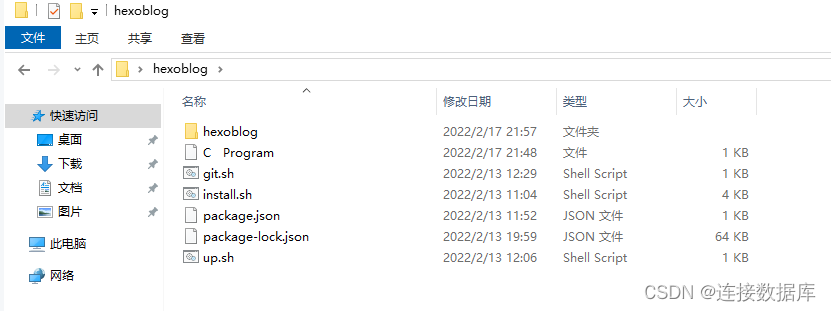 hexoblog
文件 主页 共享 查看
hexoblog
名称 修改日期 类型 大小
快速访问
桌面
下载
文档
图片
此电脑
网络
hexoblog 2022/2/17 21:57 文件夹
C Program 2022/2/17 21:48 文件 1 KB
git.sh 2022/2/13 12:29 Shell Script 1 KB
install.sh 2022/2/13 11:04 Shell Script 4 KB
package.json 2022/2/13 11:52 JSON 文件 1 KB
package-lock.json 2022/2/13 19:59 JSON 文件 64 KB
up.sh 2022/2/13 12:06 Shell Script 1 KB
CSDN @连接数据库